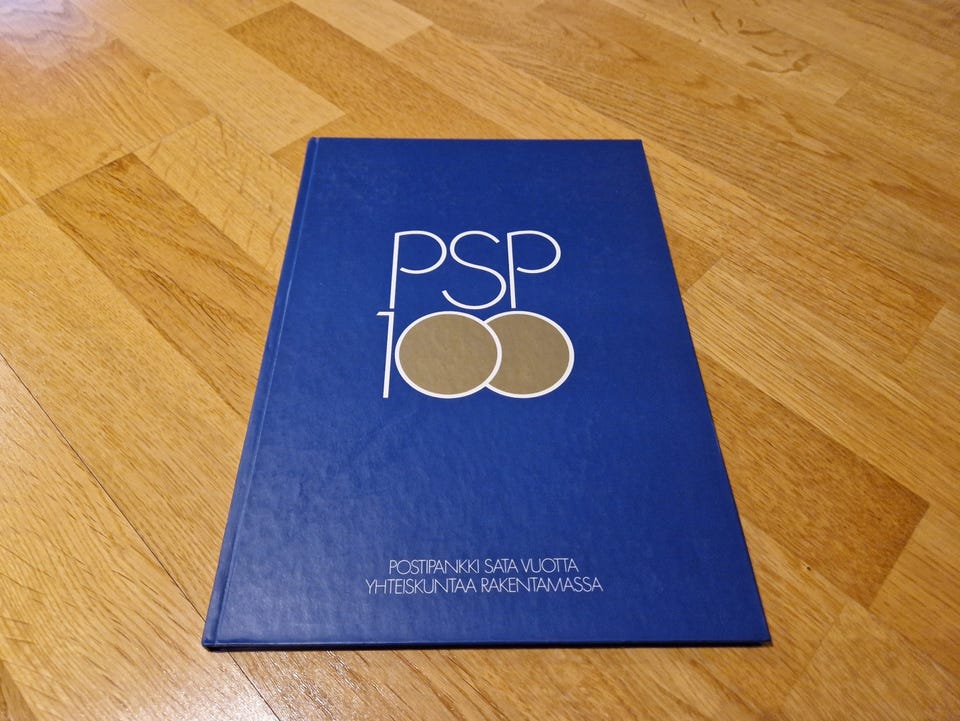 PSP
100
POSTIPANKKI SATA VUOTTA
YHTEISKUNTAA RAKENTAMASSA